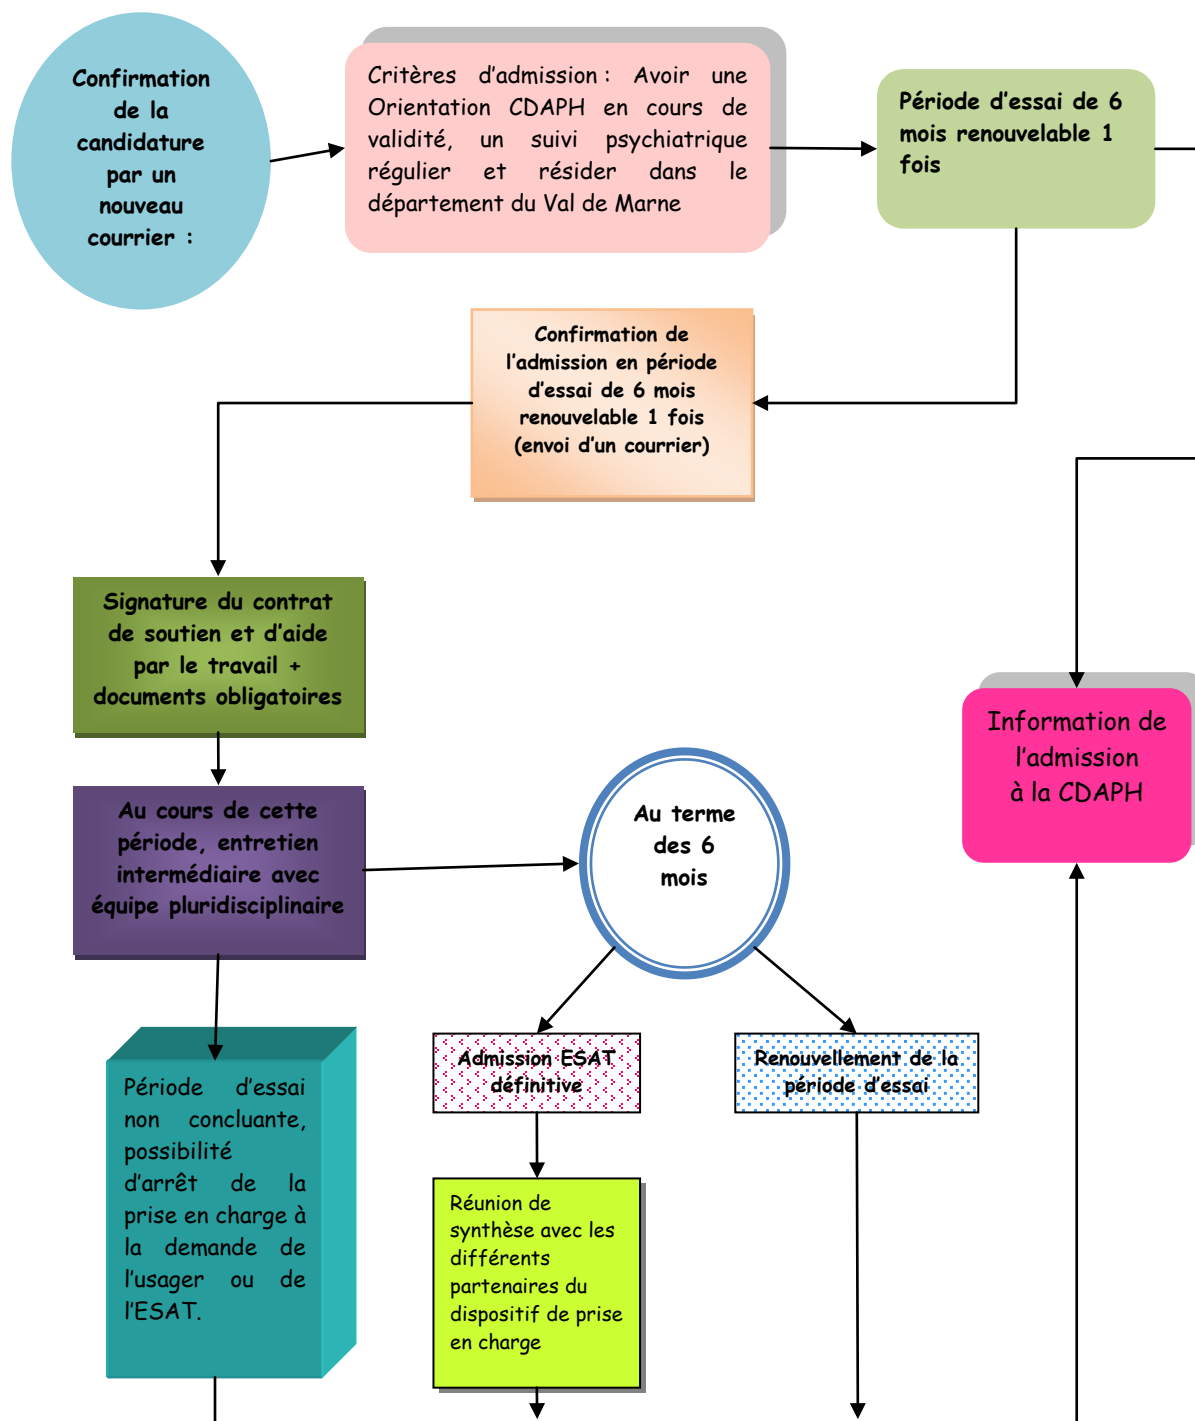 Confirmation
de la
candidature
par un
nouveau
courrier :
Critères d'admission : Avoir une
Orientation CDAPH en cours de
validité, un suivi psychiatrique
régulier et résider dans le
département du Val de Marne
Période d'essai de 6
mois renouvelable 1
fois
Confirmation de
l'admission en période
d'essai de 6 mois
renouvelable 1 fois
(envoi d'un courrier)
Signature du contrat
de soutien et d'aide
par le travail +
documents obligatoires
Information de
l'admission
à la CDAPH
Au cours de cette
période, entretien
intermédiaire avec
équipe pluridisciplinaire
Au terme
des 6
mois
Admission ESAT
définitive
Renouvellement de la
période d'essai
Période d'essai
non concluante,
possibilité
d'arrêt de la
prise en charge à
la demande de
l'usager ou de
l'ESAT.
Réunion de
synthèse avec les
différents
partenaires du
dispositif de prise
en charge